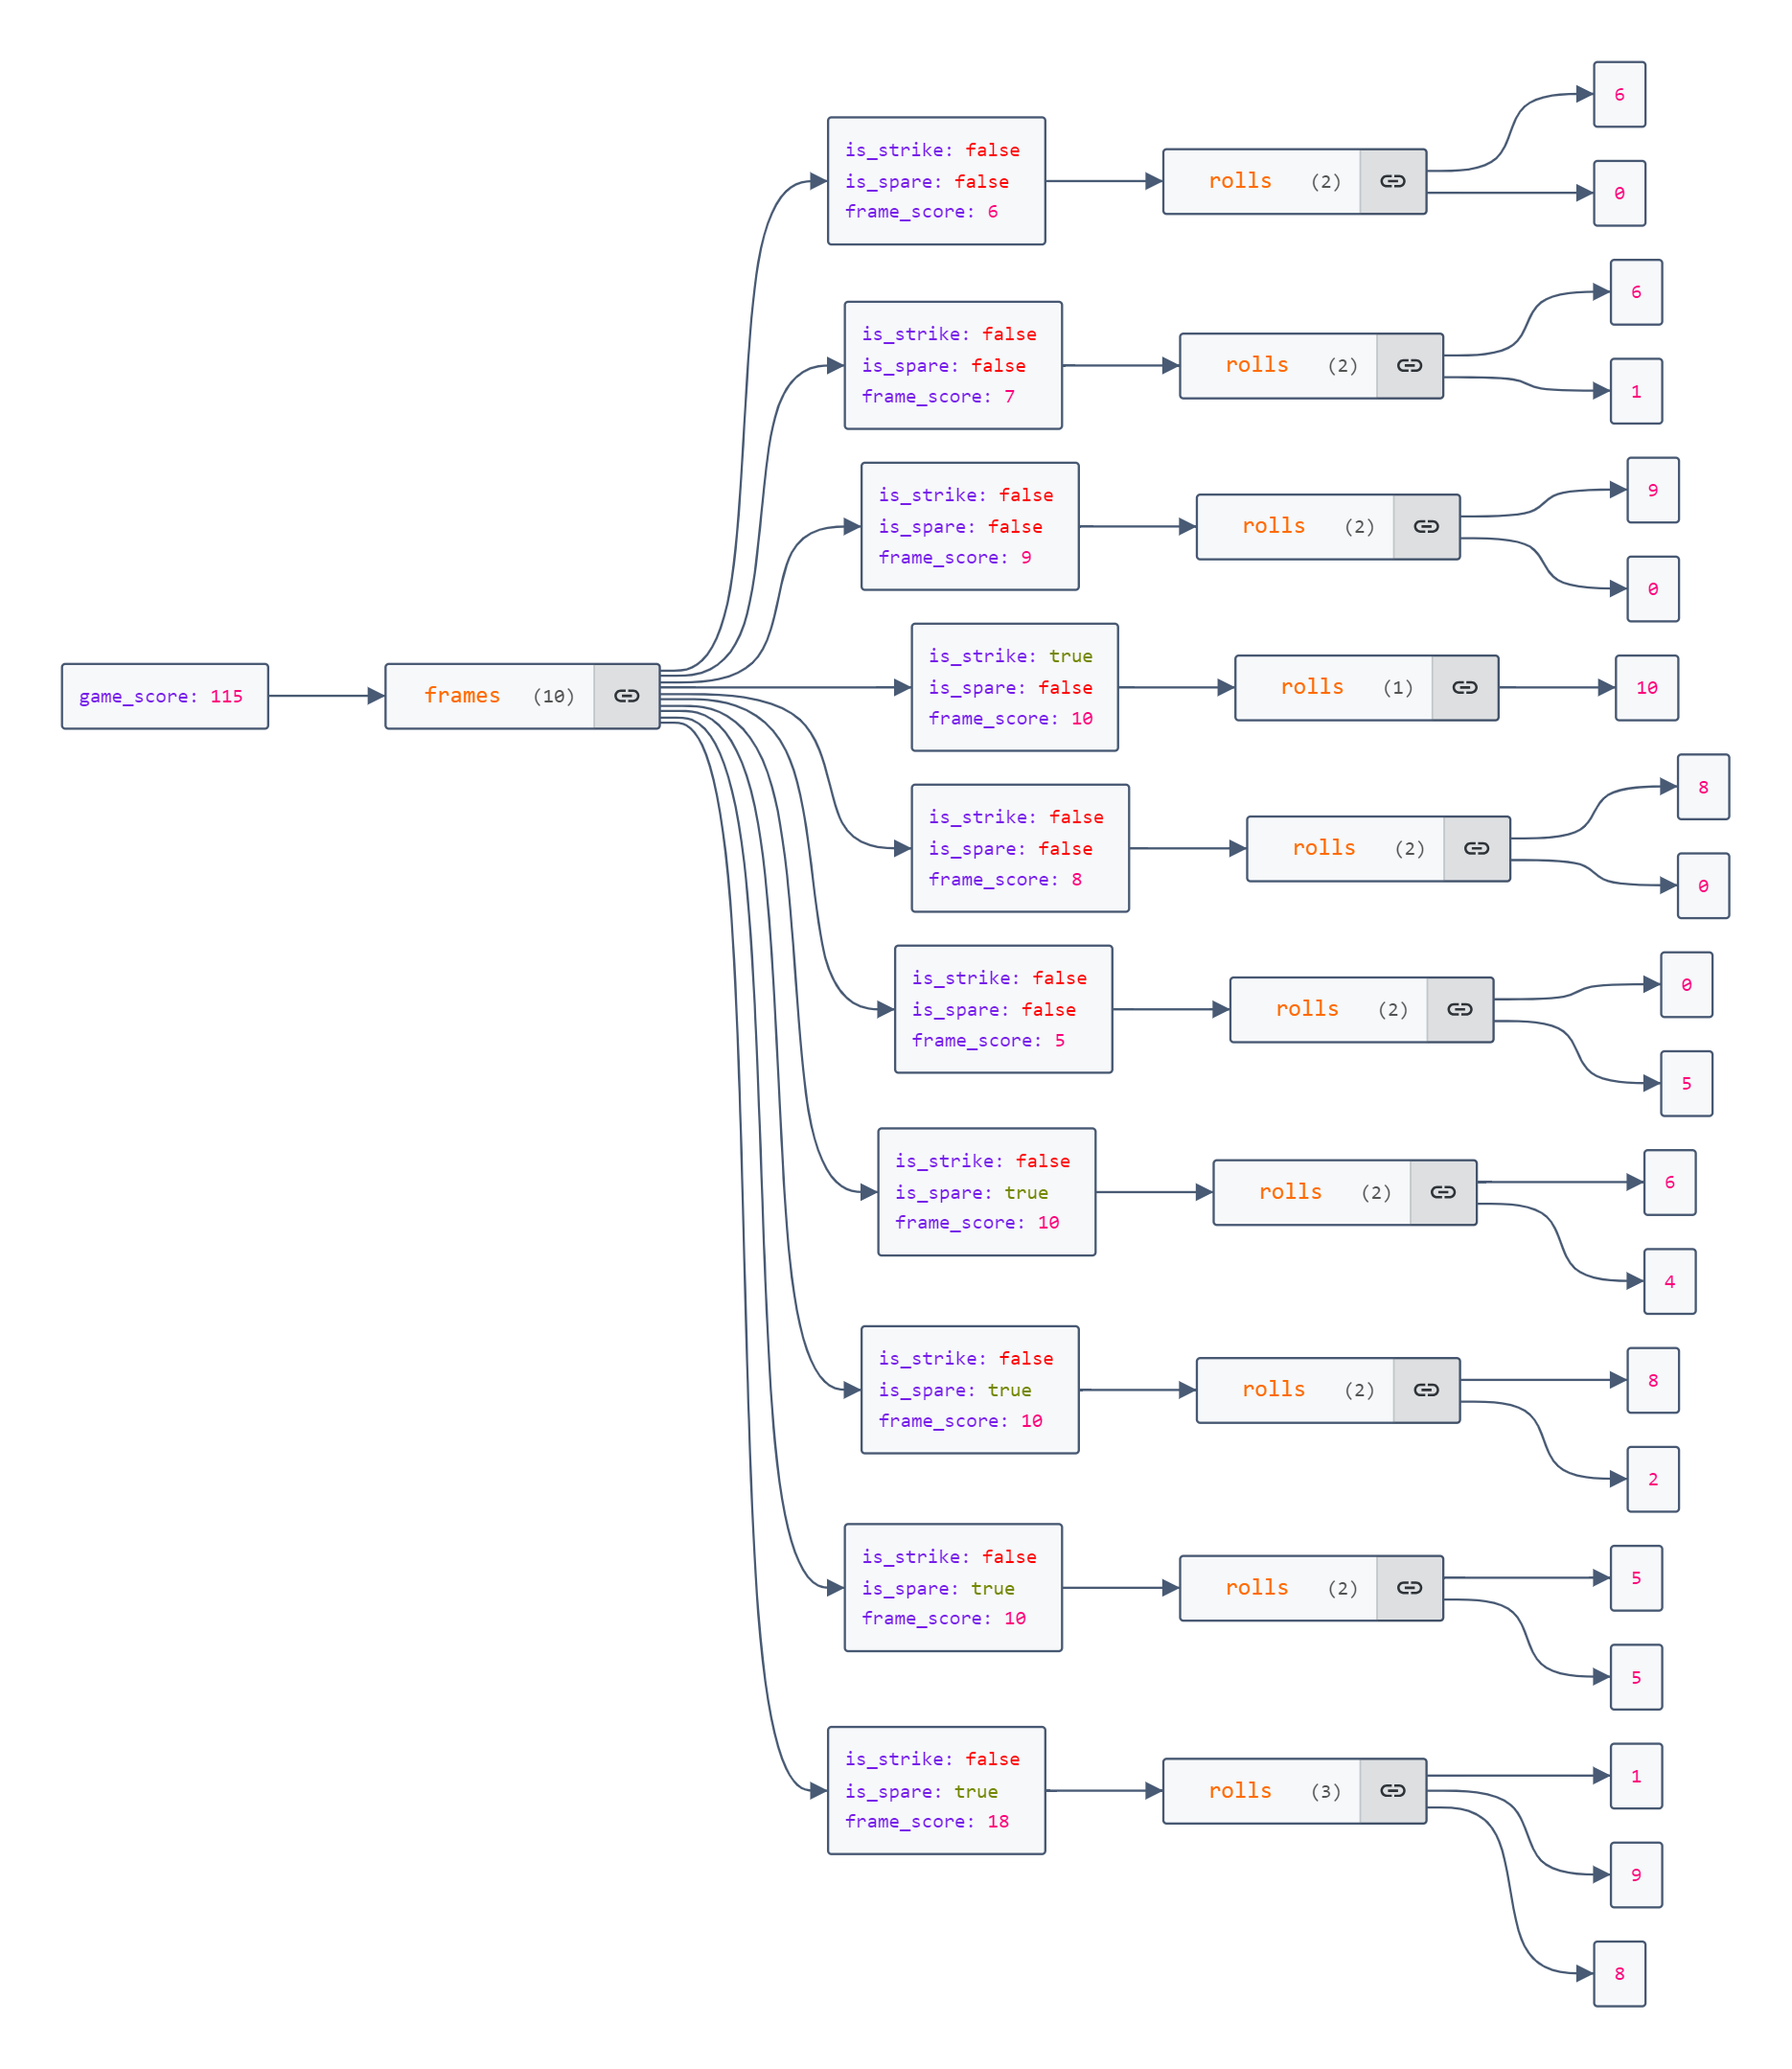 game_score: 115
frames (10)
is_strike: false
is_spare: false
frame_score: 6
rolls (2)
6
0
is_strike: false
is_spare: false
frame_score: 7
rolls (2)
6
1
is_strike: false
is_spare: false
frame_score: 9
rolls (2)
9
0
is_strike: true
is_spare: false
frame_score: 10
rolls (1)
10
is_strike: false
is_spare: false
frame_score: 8
rolls (2)
8
0
is_strike: false
is_spare: false
frame_score: 5
rolls (2)
0
5
is_strike: false
is_spare: true
frame_score: 10
rolls (2)
6
4
is_strike: false
is_spare: true
frame_score: 10
rolls (2)
8
2
is_strike: false
is_spare: true
frame_score: 10
rolls (2)
5
5
is_strike: false
is_spare: true
frame_score: 18
rolls (3)
1
9
8